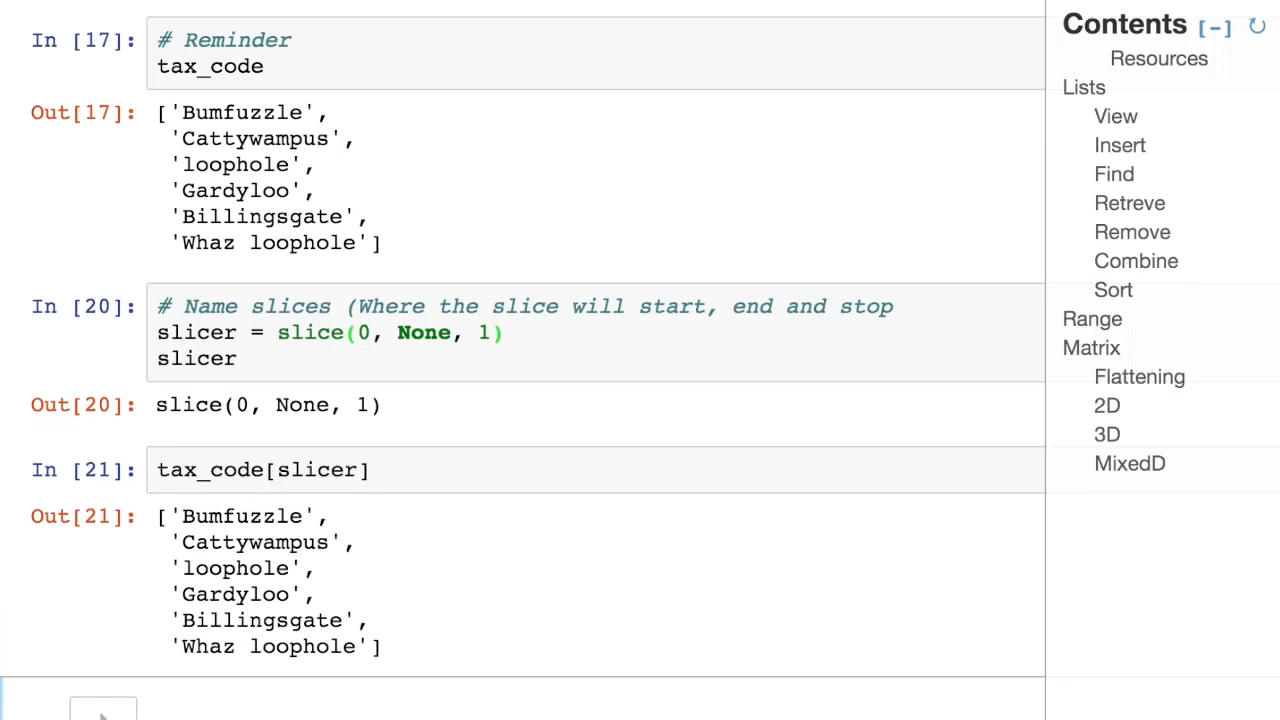 In [17]: # Reminder
tax_code
Out[17]: ['Bumfuzzle',
'Cattywampus',
'loophole',
'Gardyloo',
'Billingsgate',
'Whaz loophole']
In [20]: # Name slices (Where the slice will start, end and stop
slicer = slice(0, None, 1)
slicer
Out[20]: slice(0, None, 1)
In [21]: tax_code[slicer]
Out[21]: ['Bumfuzzle',
'Cattywampus',
'loophole',
'Gardyloo',
'Billingsgate',
'Whaz loophole']
Contents [-] ↻
Resources
Lists
View
Insert
Find
Retreve
Remove
Combine
Sort
Range
Matrix
Flattening
2D
3D
MixedD